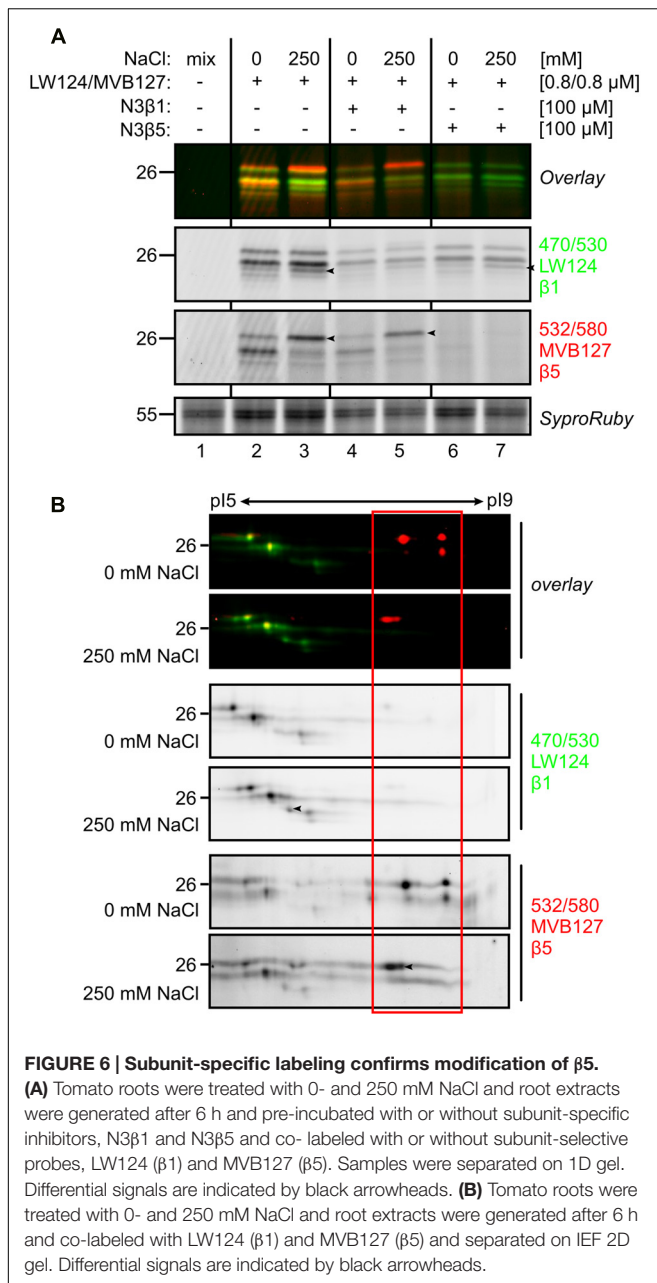 A
NaCl: mix 0 250 0 250 0 250 [mM]
LW124/MVB127: - + + + + + + [0.8/0.8 µM]
N3β1: - - - + + - - [100 µM]
N3β5: - - - - - + + [100 µM]
26 Overlay
26 470/530
LW124
β1
26 532/580
MVB127
β5
55 SyproRuby
1 2 3 4 5 6 7
B
pI5 pI9
26
0 mM NaCl
overlay
26
250 mM NaCl
26
0 mM NaCl
470/530
LW124
β1
26
250 mM NaCl
26
0 mM NaCl
532/580
MVB127
β5
26
250 mM NaCl
FIGURE 6 | Subunit-specific labeling confirms modification of β5.
(A) Tomato roots were treated with 0- and 250 mM NaCl and root extracts
were generated after 6 h and pre-incubated with or without subunit-specific
inhibitors, N3β1 and N3β5 and co- labeled with or without subunit-selective
probes, LW124 (β1) and MVB127 (β5). Samples were separated on 1D gel.
Differential signals are indicated by black arrowheads. (B) Tomato roots were
treated with 0- and 250 mM NaCl and root extracts were generated after 6 h
and co-labeled with LW124 (β1) and MVB127 (β5) and separated on IEF 2D
gel. Differential signals are indicated by black arrowheads.